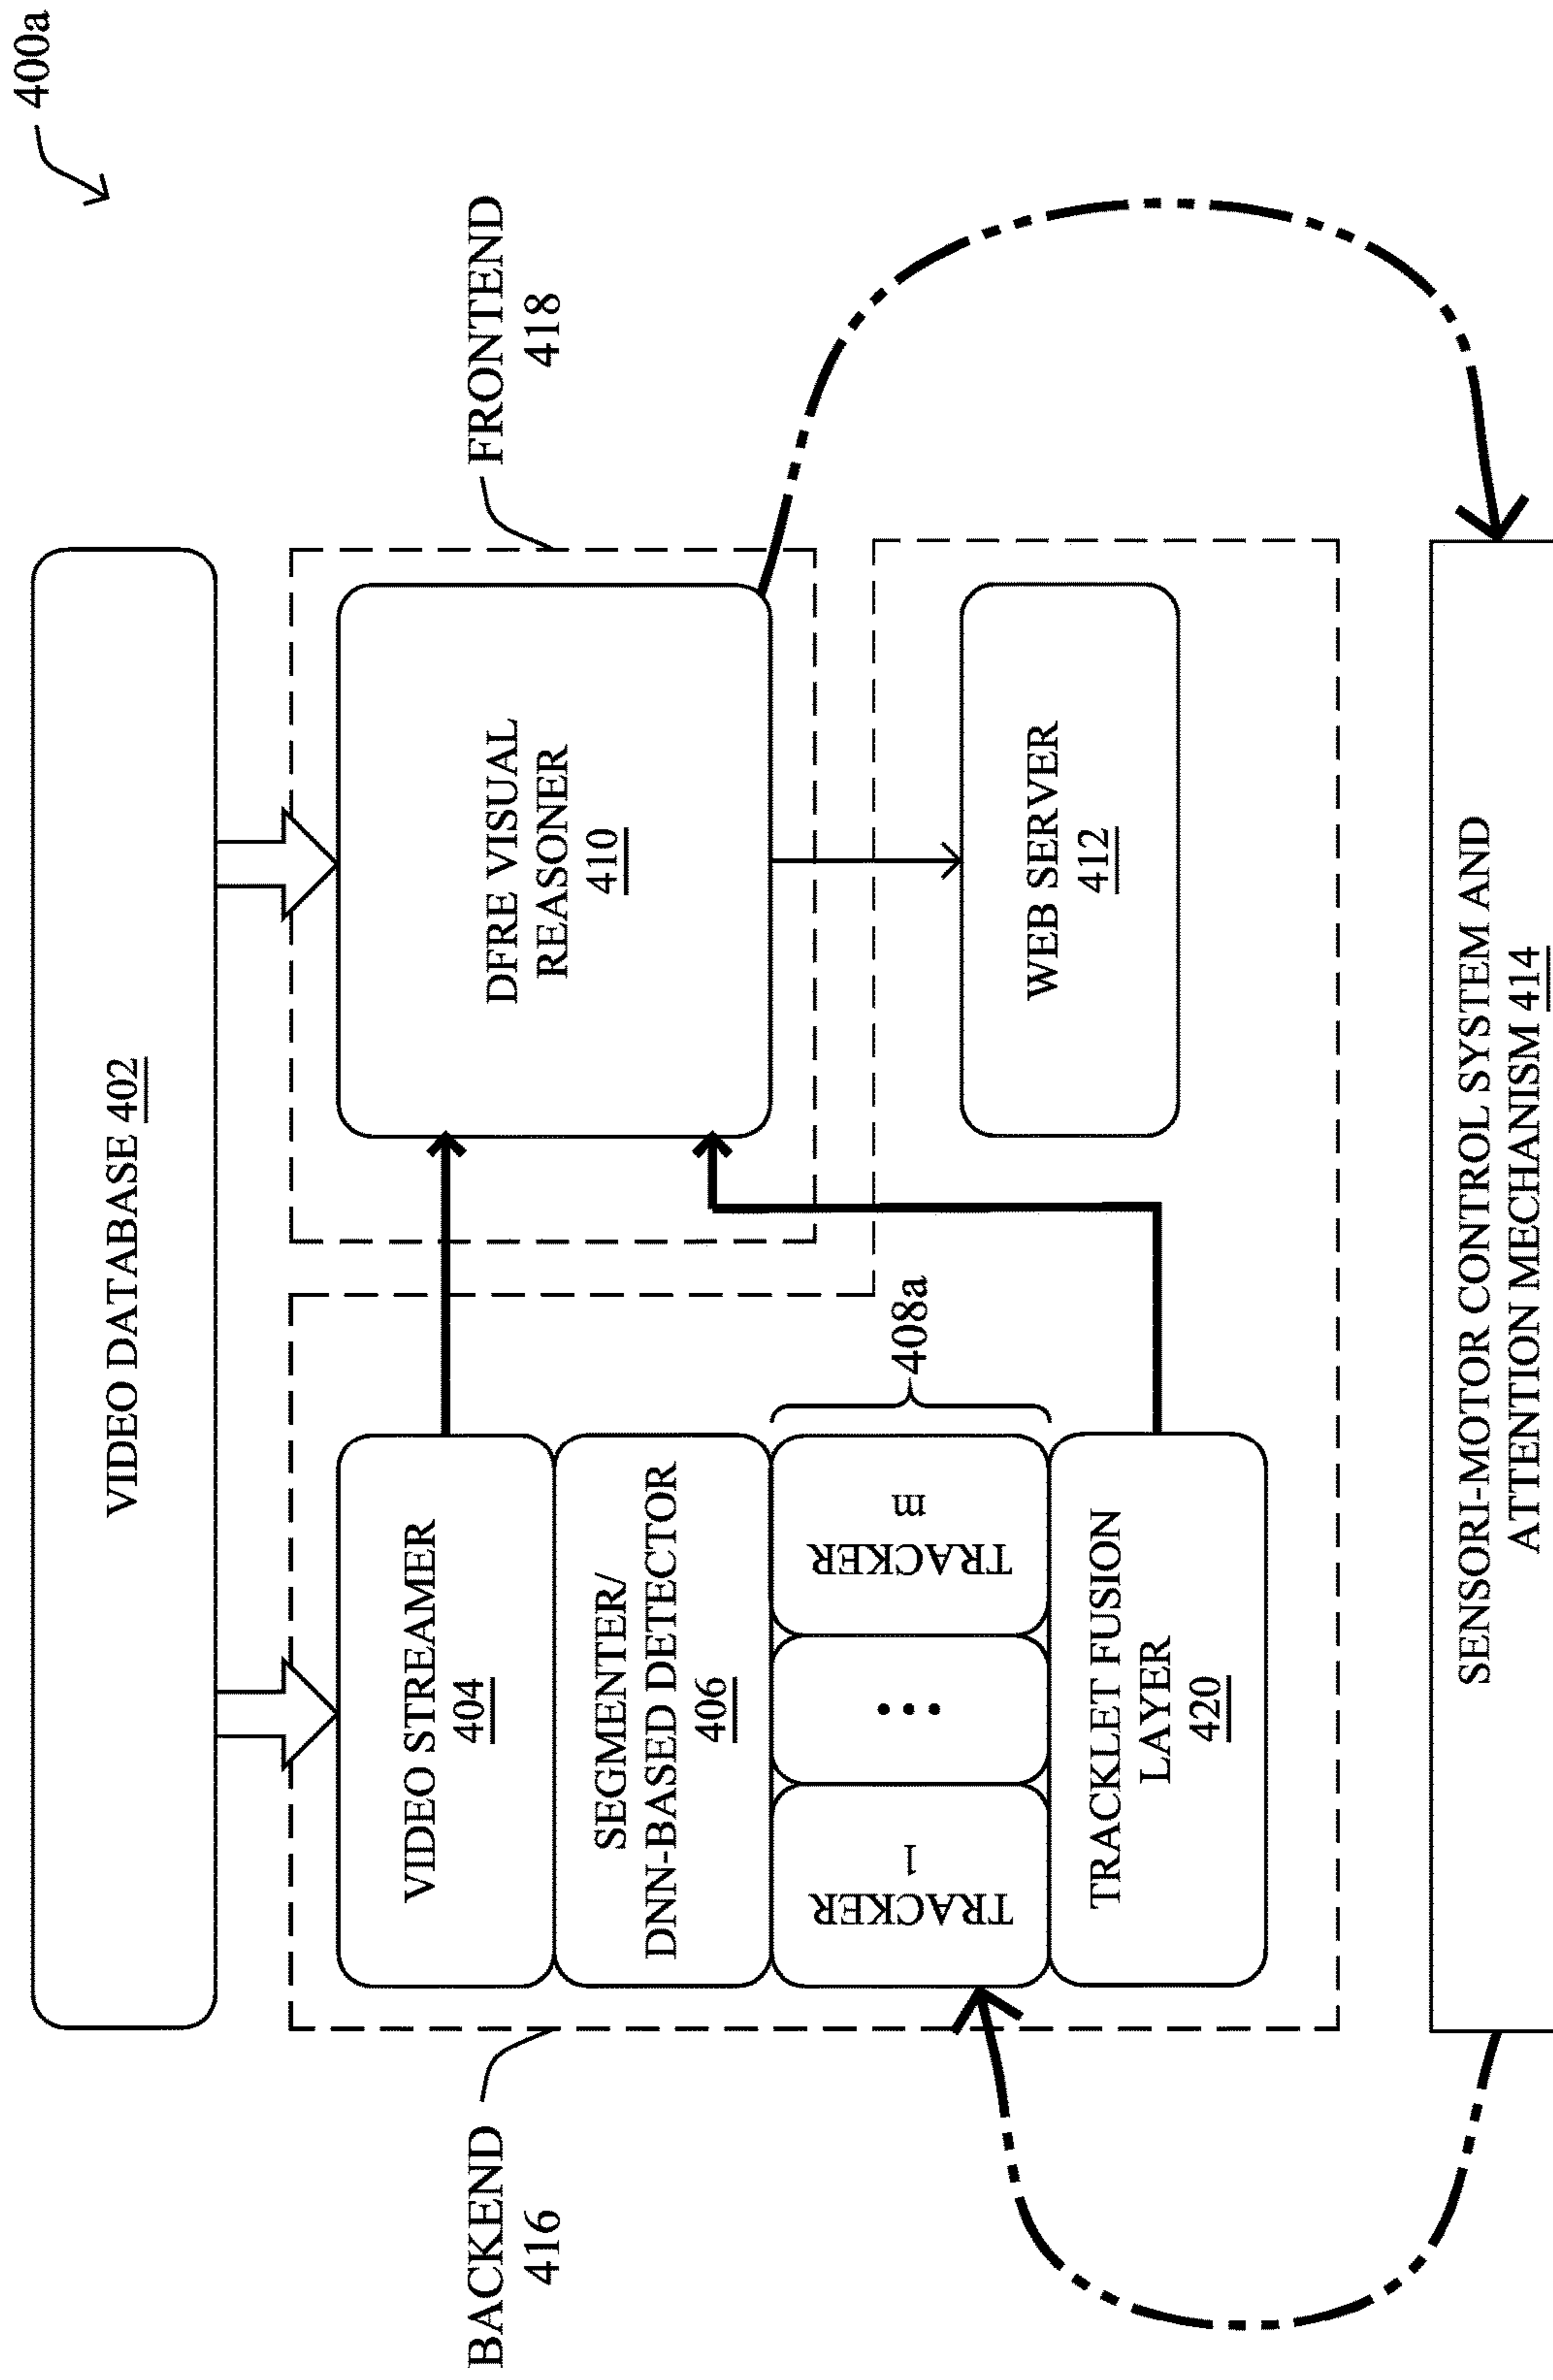 400a
VIDEO DATABASE 402
BACKEND
416
FRONTEND
418
VIDEO STREAMER
404
SEGMENTER/
DNN-BASED DETECTOR
406
TRACKER
1
...
TRACKER
m
408a
TRACKLET FUSION
LAYER
420
DFRE VISUAL
REASONER
410
WEB SERVER
412
SENSORI-MOTOR CONTROL SYSTEM AND
ATTENTION MECHANISM 414